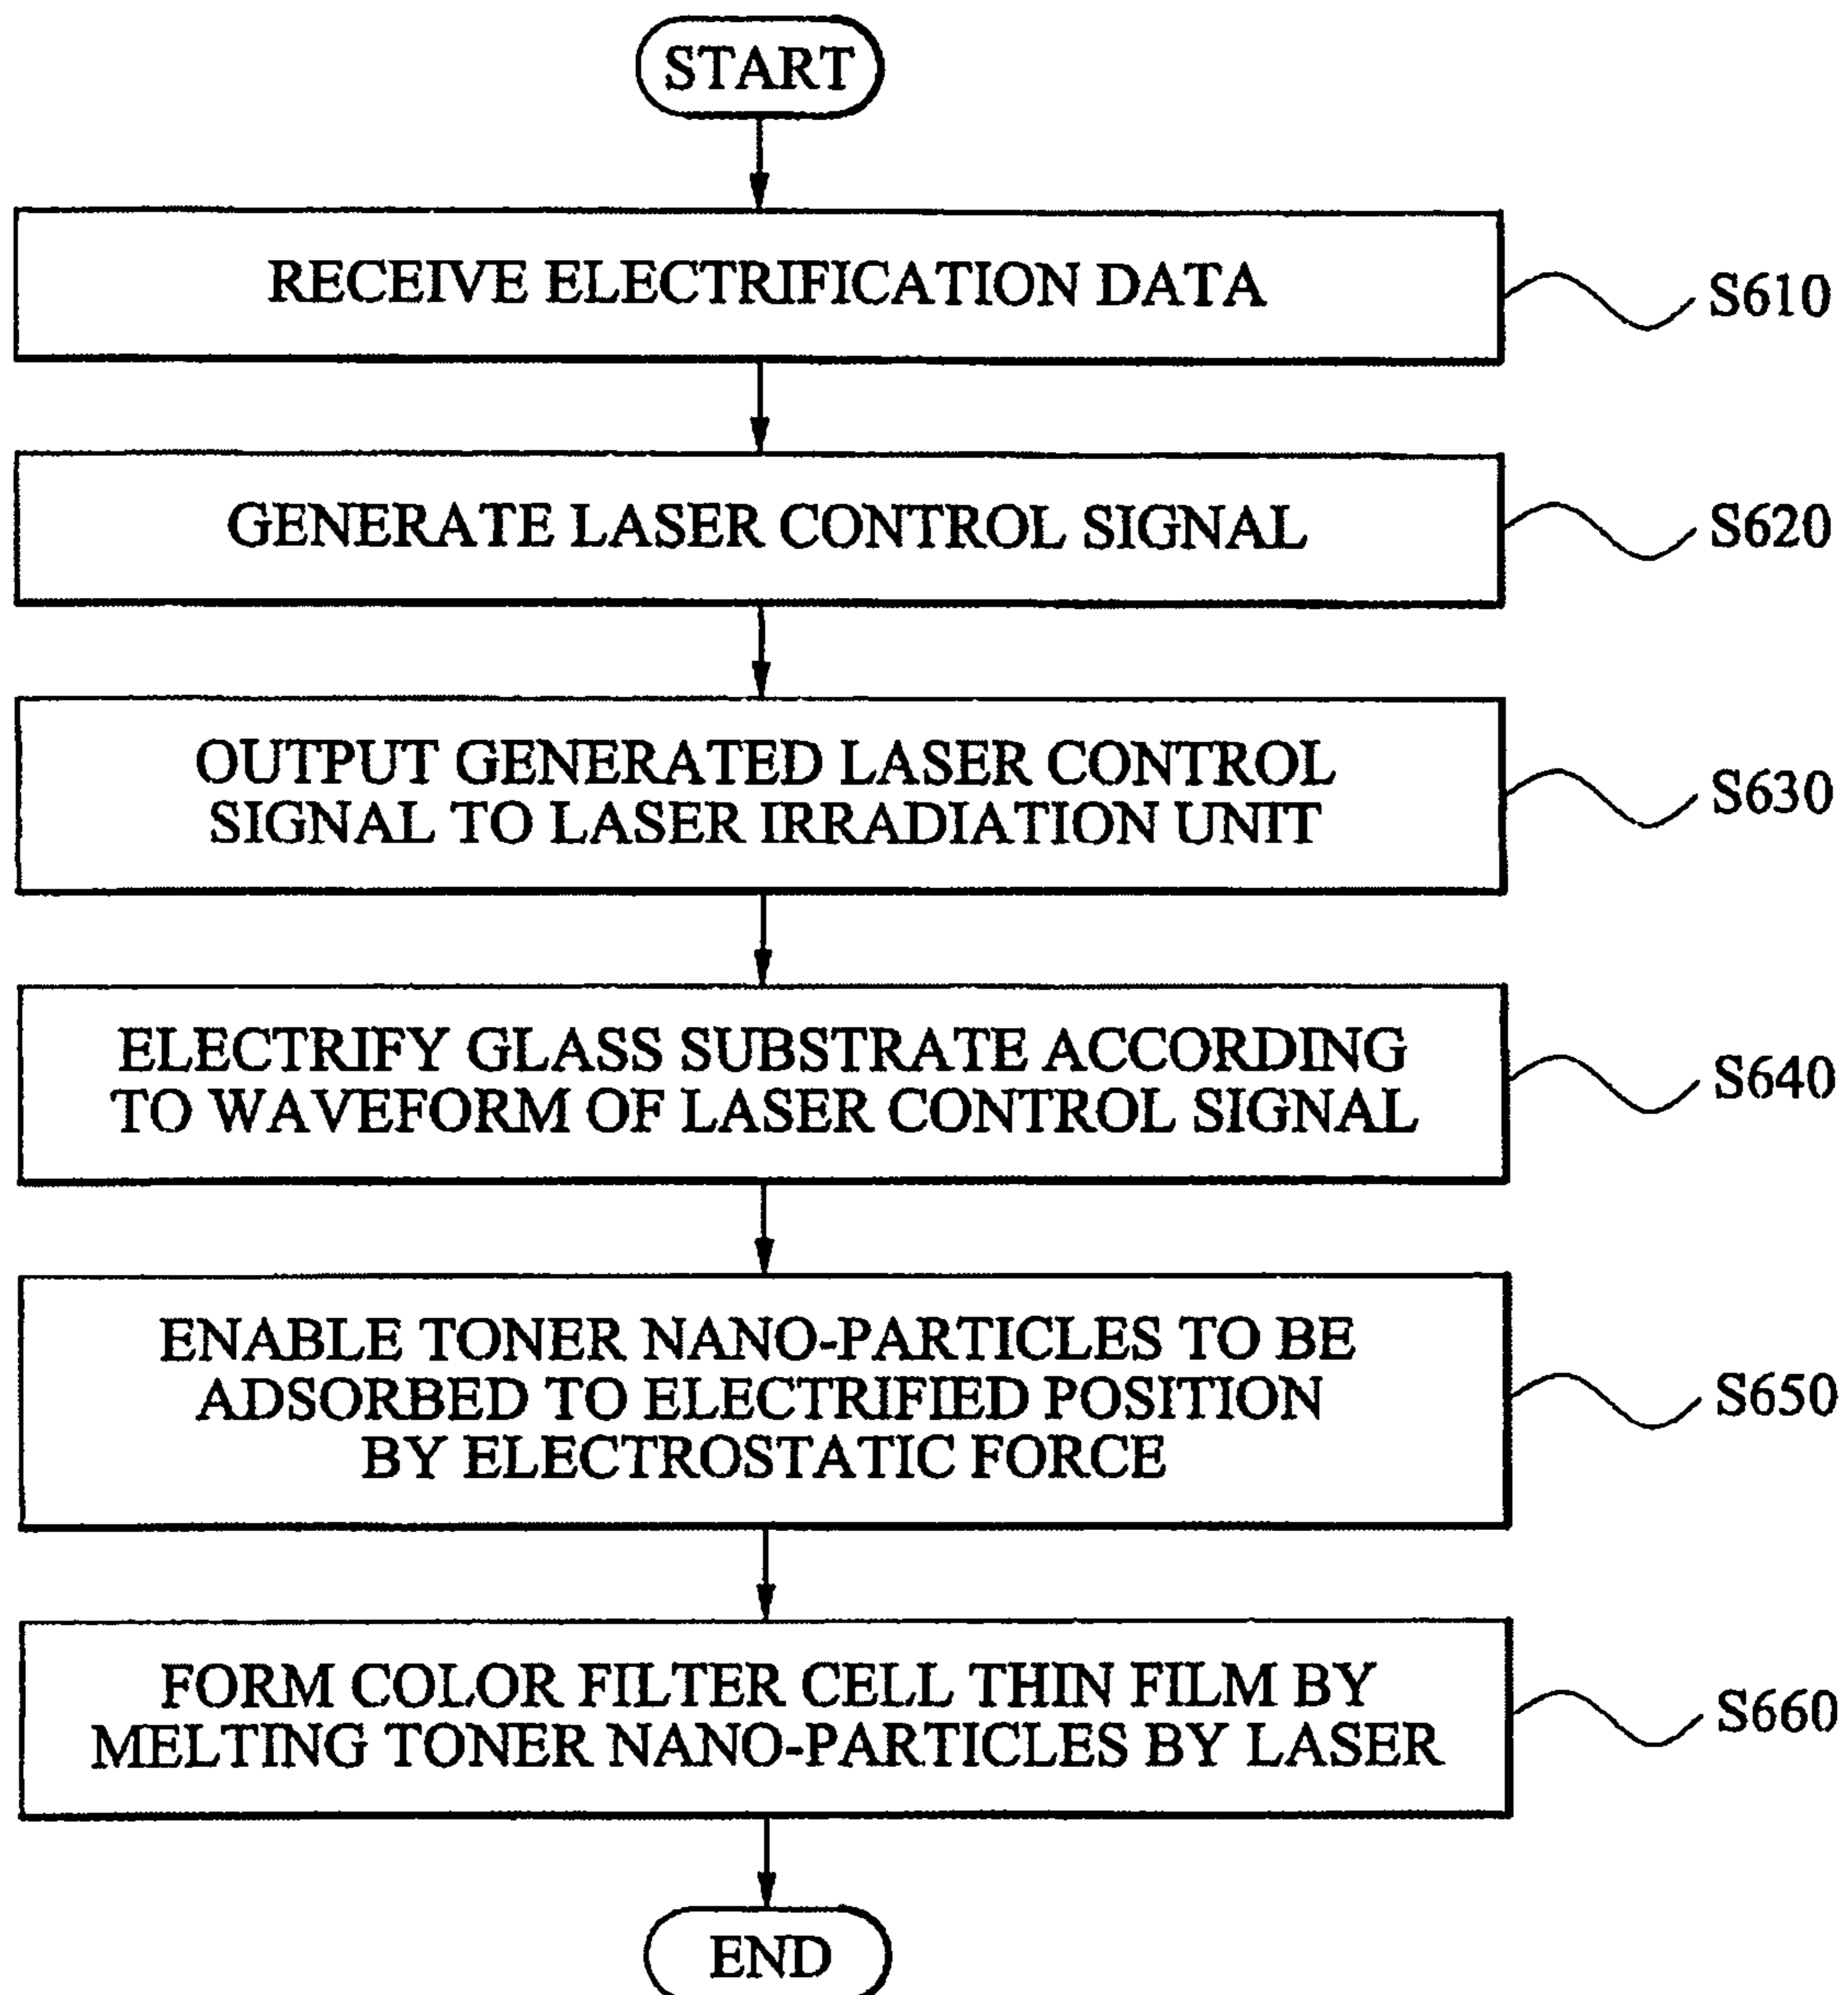 START
RECEIVE ELECTRIFICATION DATA
S610
GENERATE LASER CONTROL SIGNAL
S620
OUTPUT GENERATED LASER CONTROL
SIGNAL TO LASER IRRADIATION UNIT
S630
ELECTRIFY GLASS SUBSTRATE ACCORDING
TO WAVEFORM OF LASER CONTROL SIGNAL
S640
ENABLE TONER NANO-PARTICLES TO BE
ADSORBED TO ELECTRIFIED POSITION
BY ELECTROSTATIC FORCE
S650
FORM COLOR FILTER CELL THIN FILM BY
MELTING TONER NANO-PARTICLES BY LASER
S660
END